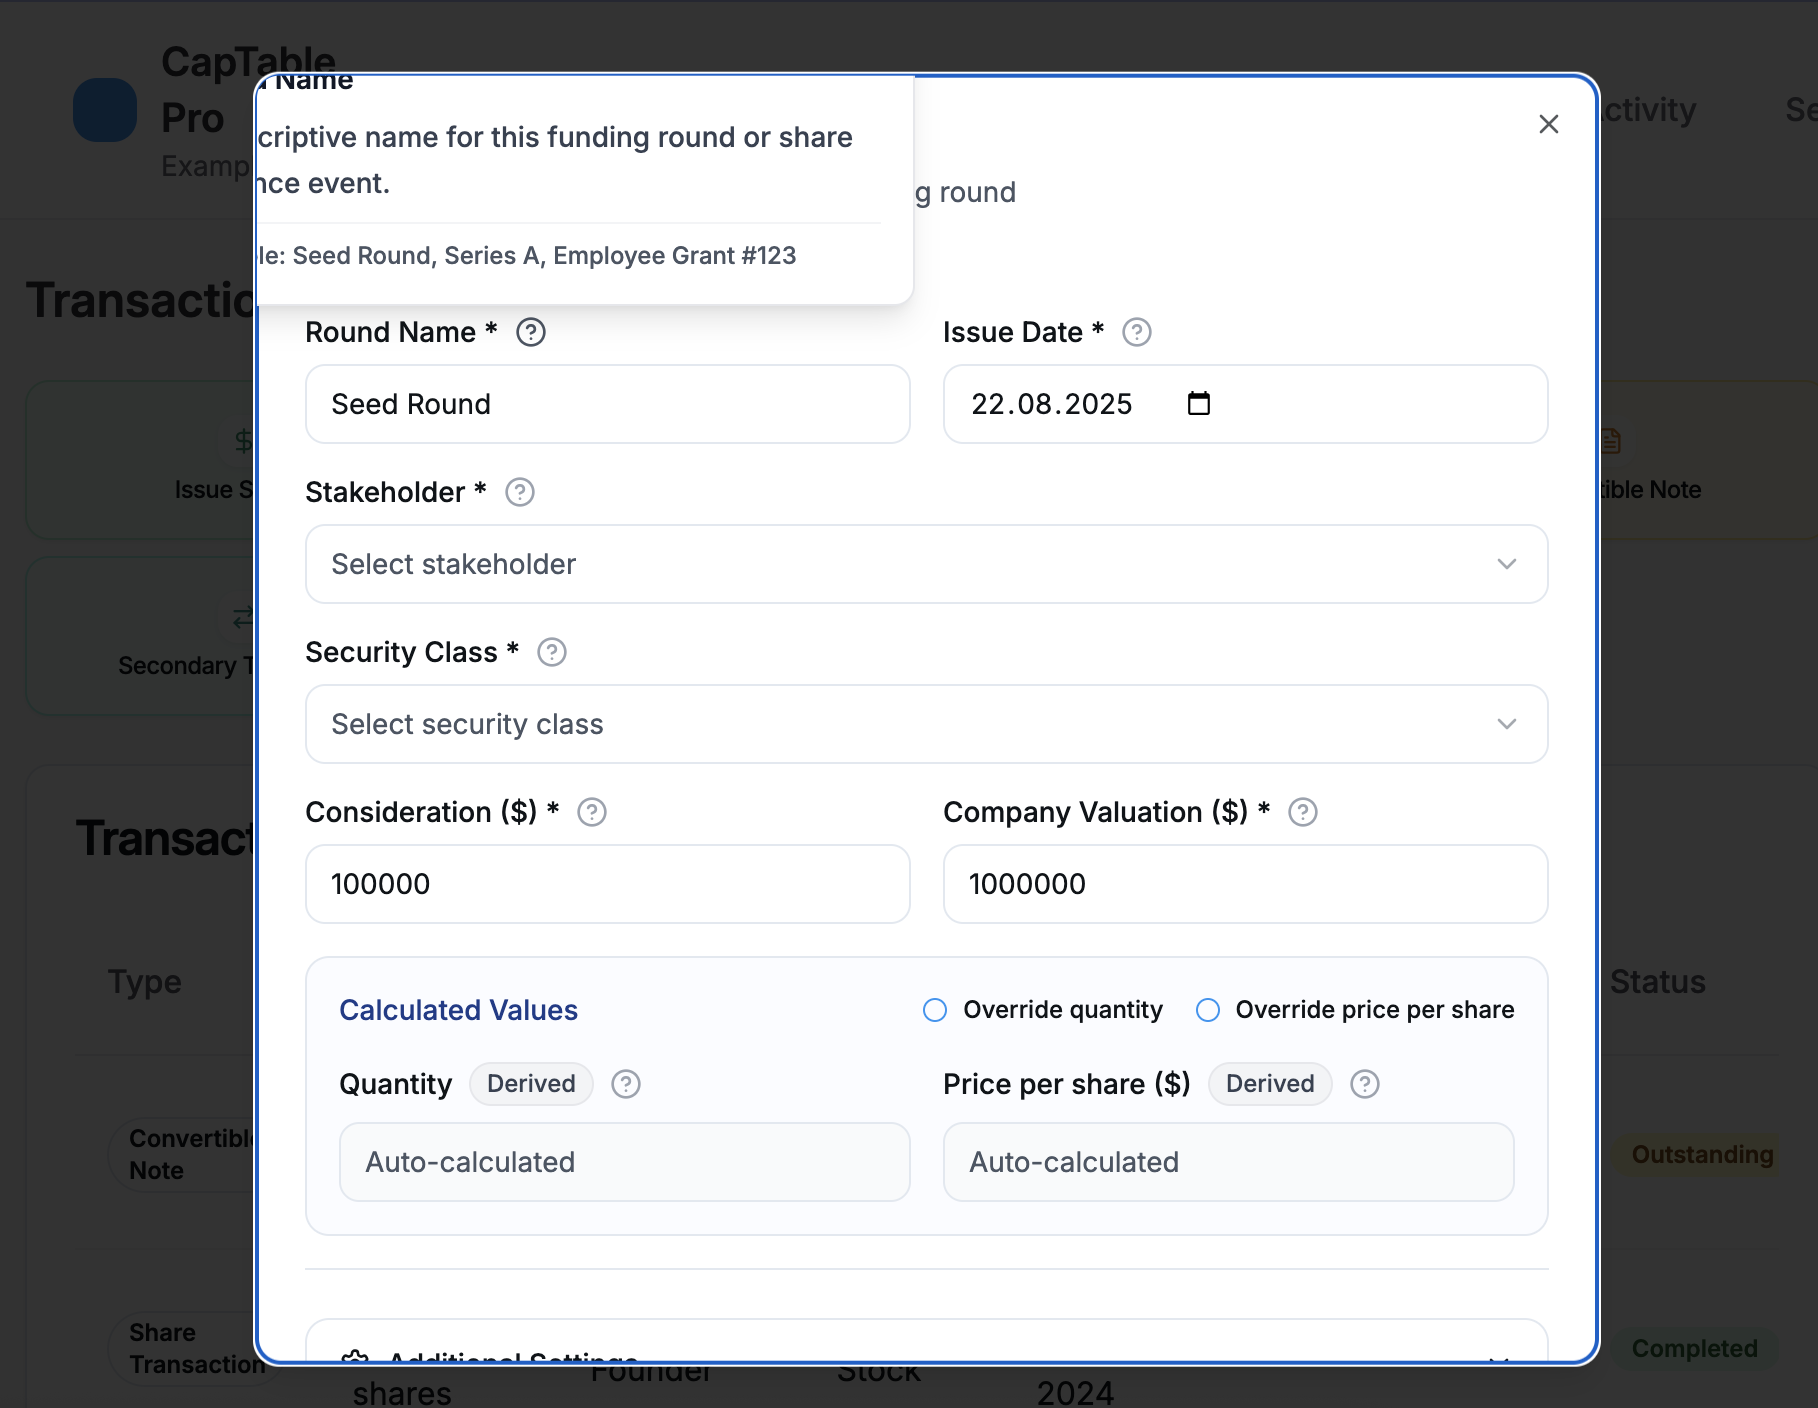 CapTable
Pro
Examp
Activity
Se
Name
criptive name for this funding round or share
nce event.
g round
le: Seed Round, Series A, Employee Grant #123
Transactio
Round Name * ?
Issue Date * ?
Seed Round
22.08.2025
$
Issue S
tible Note
Stakeholder * ?
Select stakeholder
Secondary T
Security Class * ?
Select security class
Consideration ($) * ?
Company Valuation ($) * ?
100000
1000000
Transact
Type
Status
Calculated Values
Override quantity
Override price per share
Quantity Derived ?
Price per share ($) Derived ?
Auto-calculated
Auto-calculated
Convertible
Note
Outstanding
Share
Transaction
Additional Settings
Completed
shares
Founder
Stock
2024